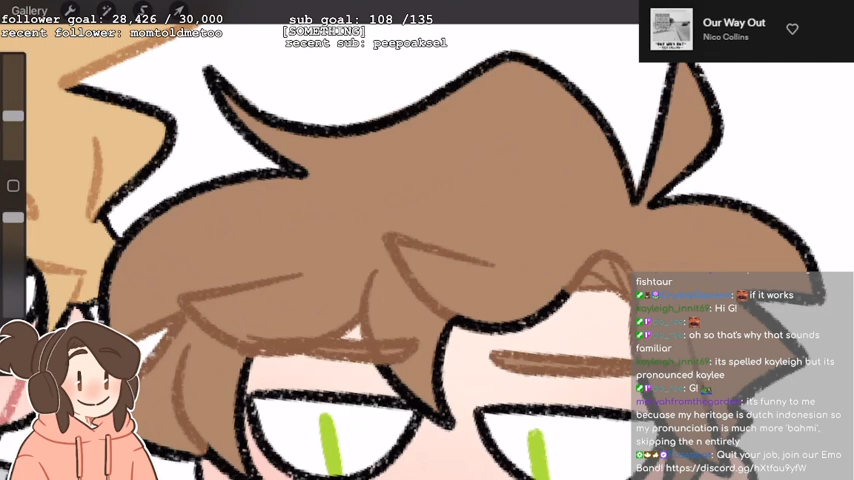 Gallery
follower goal: 28,426 / 30,000
sub goal: 108 /135
recent follower: momtoldmetoo
[SOMETHING]
recent sub: peepoaksel
Our Way Out
Nico Collins
fishtaur
: if it works
kayleigh_innit69: Hi G!
:
: oh so that's why that sounds
familiar
kayleigh_innit69: its spelled kayleigh but its
pronounced kaylee
: G!
: it's funny to me
becuase my heritage is dutch indonesian so
my pronunciation is much more 'bahmi',
skipping the n entirely
: Quit your job, join our Emo
Band! https://discord.gg/hXtfau9yfW